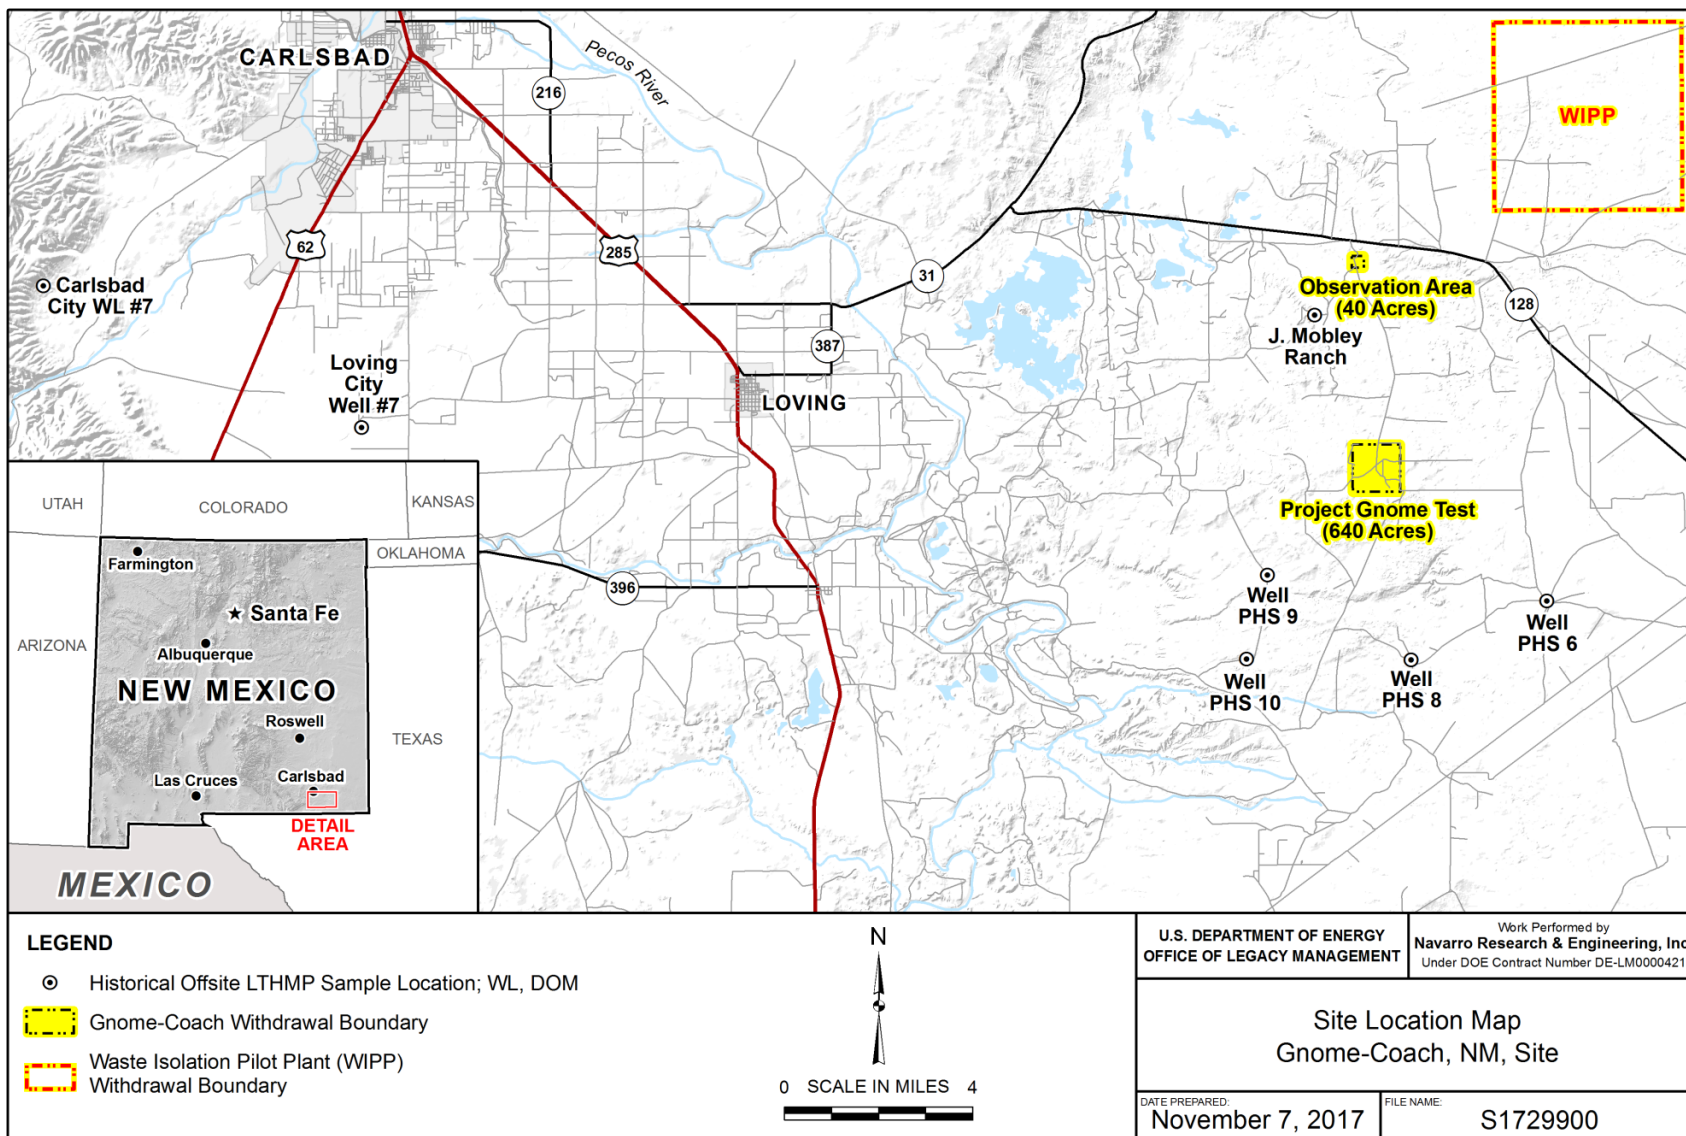 CARLSBAD
Pecos River
216
WIPP
62
285
31
Carlsbad
City WL #7
Observation Area
(40 Acres)
128
J. Mobley
Ranch
387
Loving
City
Well #7
LOVING
Project Gnome Test
(640 Acres)
396
Well
PHS 9
Well
PHS 6
Well
PHS 10
Well
PHS 8
UTAH
COLORADO
KANSAS
OKLAHOMA
Farmington
Santa Fe
ARIZONA
Albuquerque
NEW MEXICO
Roswell
TEXAS
Las Cruces
Carlsbad
DETAIL
AREA
MEXICO
LEGEND
Historical Offsite LTHMP Sample Location; WL, DOM
Gnome-Coach Withdrawal Boundary
Waste Isolation Pilot Plant (WIPP)
Withdrawal Boundary
N
0 SCALE IN MILES 4
U.S. DEPARTMENT OF ENERGY
OFFICE OF LEGACY MANAGEMENT
Work Performed by
Navarro Research & Engineering, Inc
Under DOE Contract Number DE-LM0000421
Site Location Map
Gnome-Coach, NM, Site
DATE PREPARED:
November 7, 2017
FILE NAME:
S1729900